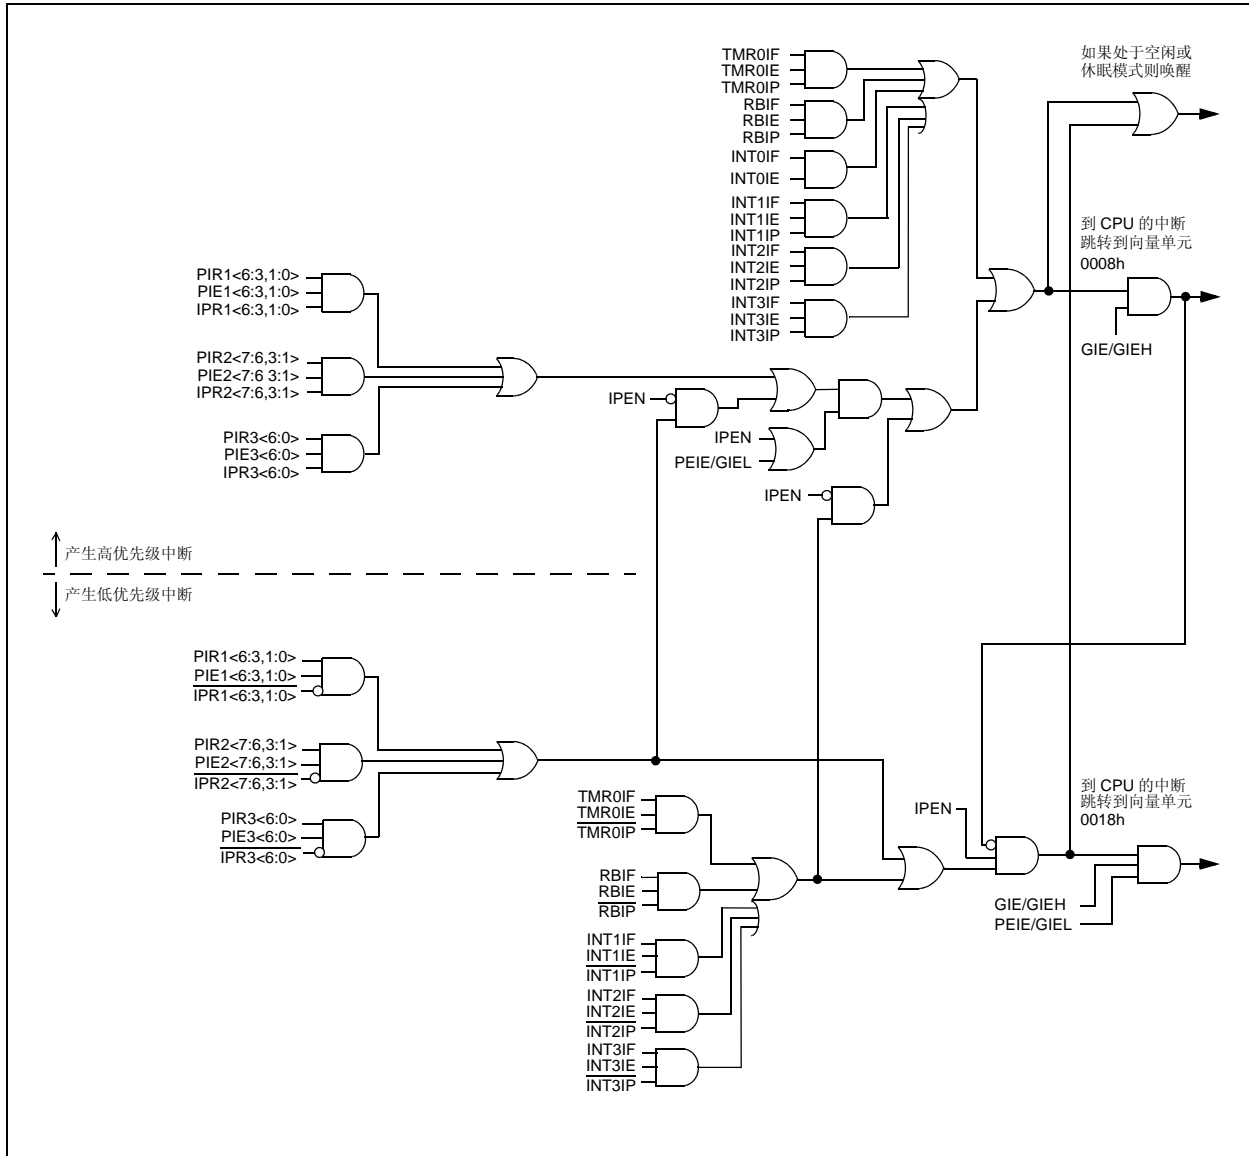 TMR0IF
TMR0IE
TMR0IP
RBIF
RBIE
RBIP
INT0IF
INT0IE
INT1IF
INT1IE
INT1IP
INT2IF
INT2IE
INT2IP
INT3IF
INT3IE
INT3IP
如果处于空闲或
休眠模式则唤醒
到 CPU 的中断
跳转到向量单元
0008h
GIE/GIEH
PIR1<6:3,1:0>
PIE1<6:3,1:0>
IPR1<6:3,1:0>
PIR2<7:6,3:1>
PIE2<7:6 3:1>
IPR2<7:6,3:1>
PIR3<6:0>
PIE3<6:0>
IPR3<6:0>
IPEN
IPEN
PEIE/GIEL
IPEN
产生高优先级中断
产生低优先级中断
PIR1<6:3,1:0>
PIE1<6:3,1:0>
IPR1<6:3,1:0>
PIR2<7:6,3:1>
PIE2<7:6,3:1>
IPR2<7:6,3:1>
PIR3<6:0>
PIE3<6:0>
IPR3<6:0>
TMR0IF
TMR0IE
TMR0IP
RBIF
RBIE
RBIP
INT1IF
INT1IE
INT1IP
INT2IF
INT2IE
INT2IP
INT3IF
INT3IE
INT3IP
IPEN
到 CPU 的中断
跳转到向量单元
0018h
GIE/GIEH
PEIE/GIEL